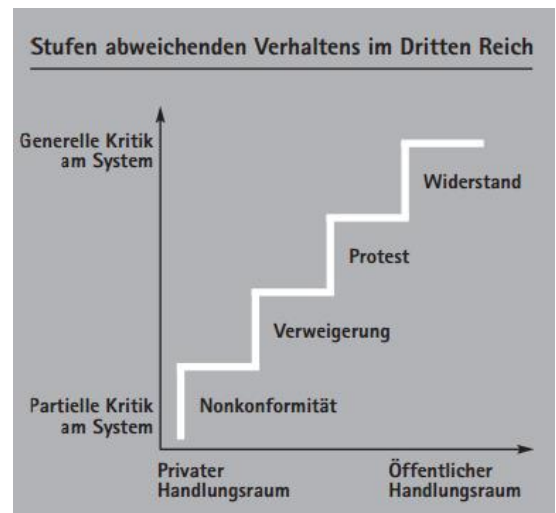 Stufen abweichenden Verhaltens im Dritten Reich
Generelle Kritik
am System
Widerstand
Protest
Verweigerung
Partielle Kritik
am System
Nonkonformität
Privater
Handlungsraum
Öffentlicher
Handlungsraum